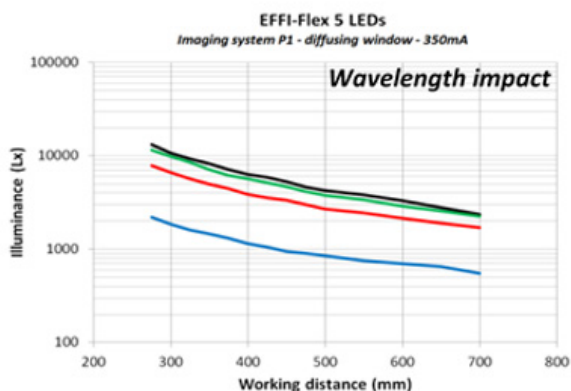 EFFI-Flex 5 LEDs
Imaging system P1 - diffusing window - 350mA
Wavelength impact
Illuminance (Lx)
100000
10000
1000
100
200 300 400 500 600 700 800
Working distance (mm)